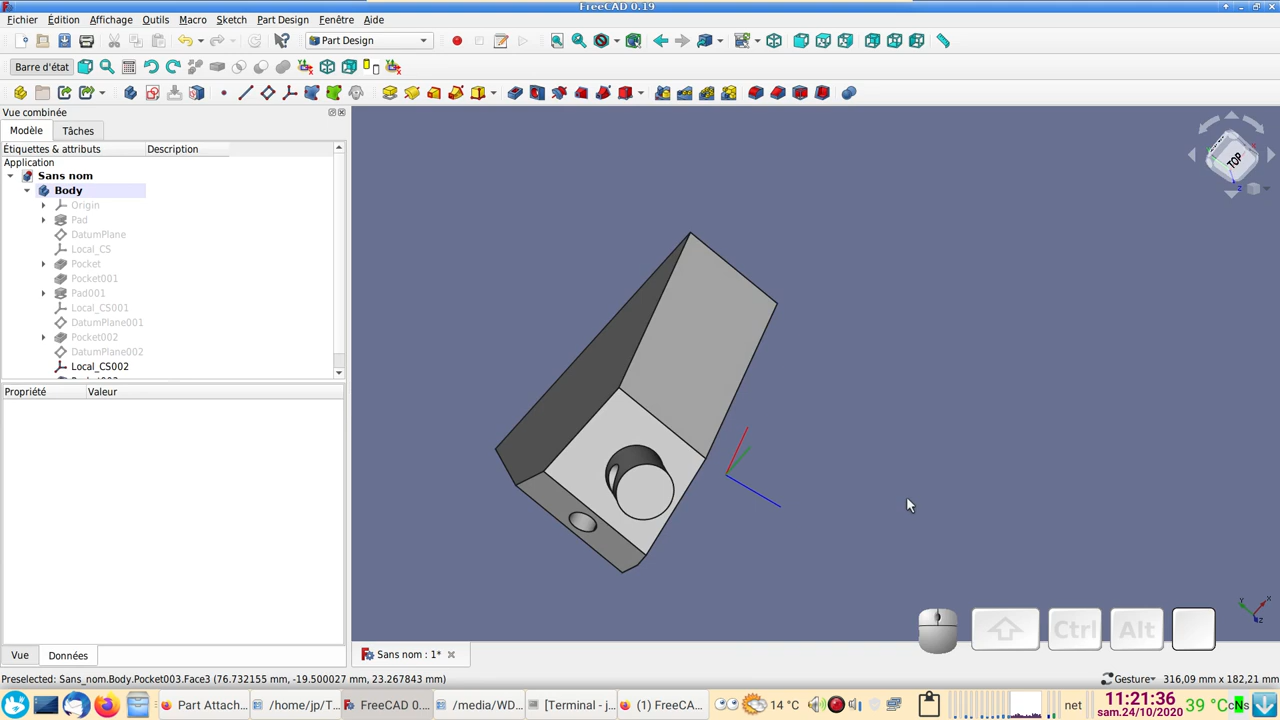 FreeCAD 0.19
Fichier Édition Affichage Outils Macro Sketch Part Design Fenêtre Aide
Part Design
Barre d'état
Vue combinée
Modèle Tâches
Étiquettes & attributs Description
Application
Sans nom
Body
Origin
Pad
DatumPlane
Local_CS
Pocket
Pocket001
Pad001
Local_CS001
DatumPlane001
Pocket002
DatumPlane002
Local_CS002
Propriété Valeur
TOP
Ctrl Alt
Vue Données
Sans nom : 1*
Preselected: Sans_nom.Body.Pocket003.Face3 (76.732155 mm, -19.500027 mm, 23.267843 mm)
Gesture 316,09 mm x 182,21 mm
Part Attach...
/home/jp/T...
FreeCAD 0....
/media/WD...
[Terminal - j...
(1) FreeCA...
14 °C
net
11:21:36
sam.24/10/2020
39 °C